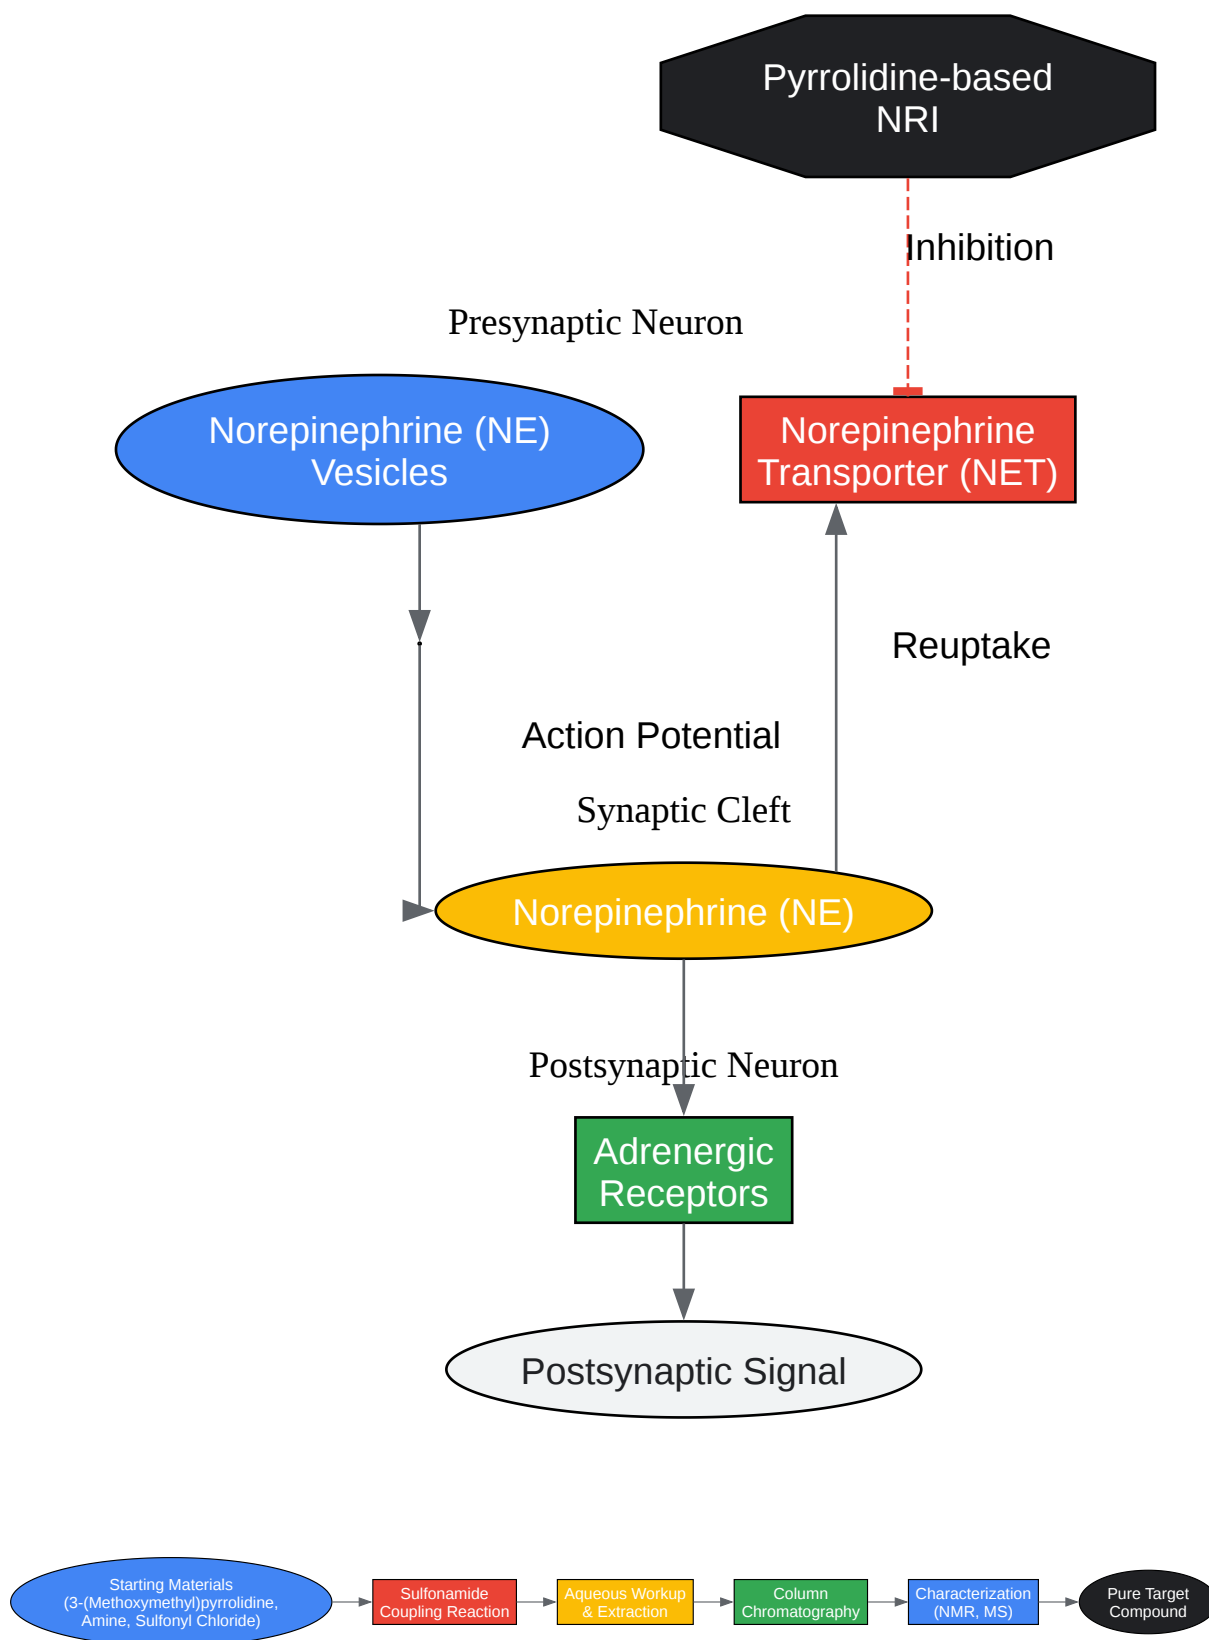 Pyrrolidine-based
NRI
Inhibition
Presynaptic Neuron
Norepinephrine (NE)
Vesicles
Norepinephrine
Transporter (NET)
Reuptake
Action Potential
Synaptic Cleft
Norepinephrine (NE)
Postsynaptic Neuron
Adrenergic
Receptors
Postsynaptic Signal
Starting Materials
(3-(Methoxymethyl)pyrrolidine,
Amine, Sulfonyl Chloride)
Sulfonamide
Coupling Reaction
Aqueous Workup
& Extraction
Column
Chromatography
Characterization
(NMR, MS)
Pure Target
Compound